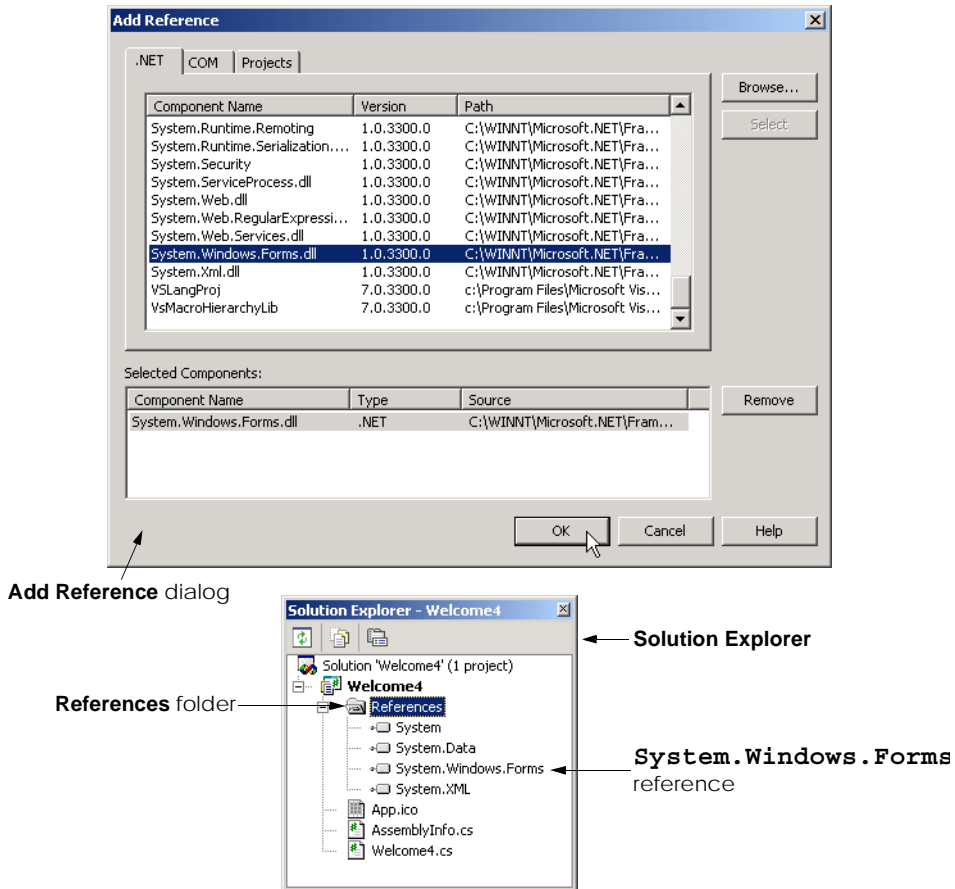 Add Reference
.NET COM Projects
Browse...
Select
Component Name Version Path
System.Runtime.Remoting 1.0.3300.0 C:\WINNT\Microsoft.NET\Fra...
System.Runtime.Serialization.... 1.0.3300.0 C:\WINNT\Microsoft.NET\Fra...
System.Security 1.0.3300.0 C:\WINNT\Microsoft.NET\Fra...
System.ServiceProcess.dll 1.0.3300.0 C:\WINNT\Microsoft.NET\Fra...
System.Web.dll 1.0.3300.0 C:\WINNT\Microsoft.NET\Fra...
System.Web.RegularExpressi... 1.0.3300.0 C:\WINNT\Microsoft.NET\Fra...
System.Web.Services.dll 1.0.3300.0 C:\WINNT\Microsoft.NET\Fra...
System.Windows.Forms.dll 1.0.3300.0 C:\WINNT\Microsoft.NET\Fra...
System.Xml.dll 1.0.3300.0 C:\WINNT\Microsoft.NET\Fra...
VSLangProj 7.0.3300.0 c:\Program Files\Microsoft Vis...
VsMacroHierarchyLib 7.0.3300.0 c:\Program Files\Microsoft Vis...
Selected Components:
Component Name Type Source
Remove
System.Windows.Forms.dll .NET C:\WINNT\Microsoft.NET\Fram...
OK Cancel Help
Add Reference dialog
Solution Explorer - Welcome4
Solution Explorer
Solution 'Welcome4' (1 project)
Welcome4
References folder
References
System
System.Data
System.Windows.Forms
System.XML
System.Windows.Forms
reference
App.ico
AssemblyInfo.cs
Welcome4.cs